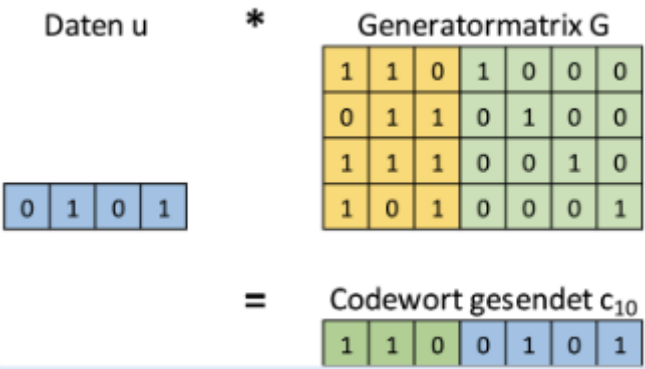 Daten u * Generatormatrix G
1 1 0 1 0 0 0
0 1 1 0 1 0 0
1 1 1 0 0 1 0
0 1 0 1 1 0 1 0 0 0 1
= Codewort gesendet c₁₀
1 1 0 0 1 0 1